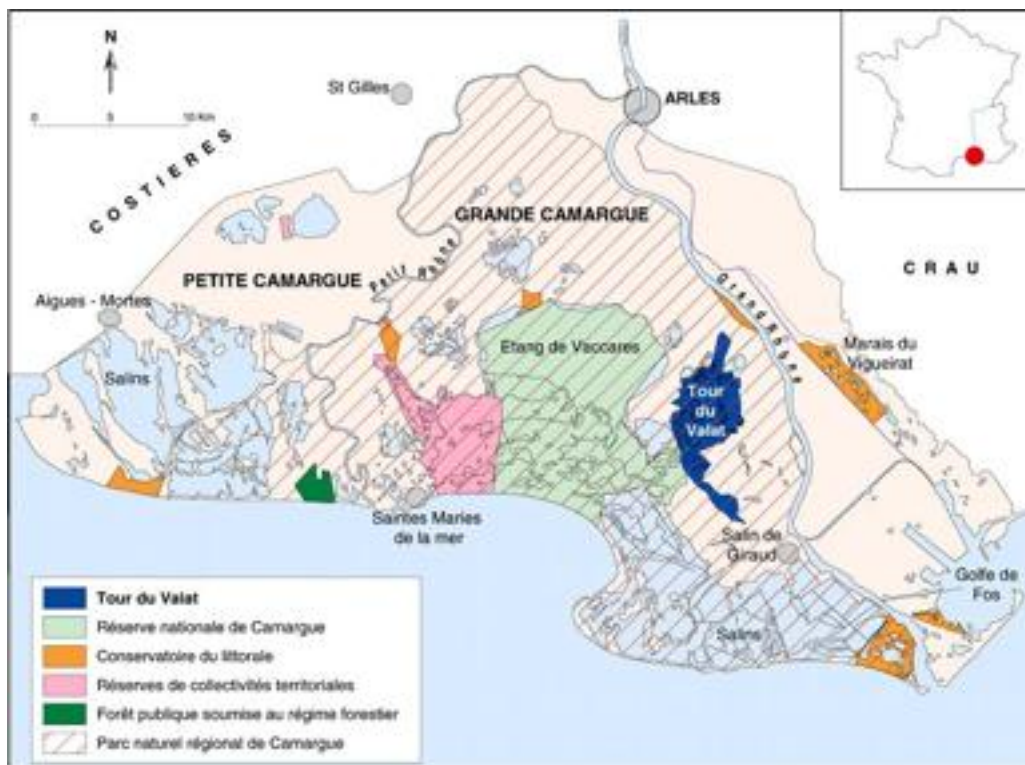 N
St Gilles
ARLES
0 5 10 km
COSTIERES
GRANDE CAMARGUE
Petit Rhône
PETITE CAMARGUE
CRAU
Grand Rhône
Aigues - Mortes
Marais du
Vigueirat
Etang de Vaccares
Salins
Tour
du
Valat
Saintes Maries
de la mer
Salin de
Giraud
Golfe de
Fos
Salins
Tour du Valat
Réserve nationale de Camargue
Conservatoire du littorale
Réserves de collectivités territoriales
Forêt publique soumise au régime forestier
Parc naturel régional de Camargue